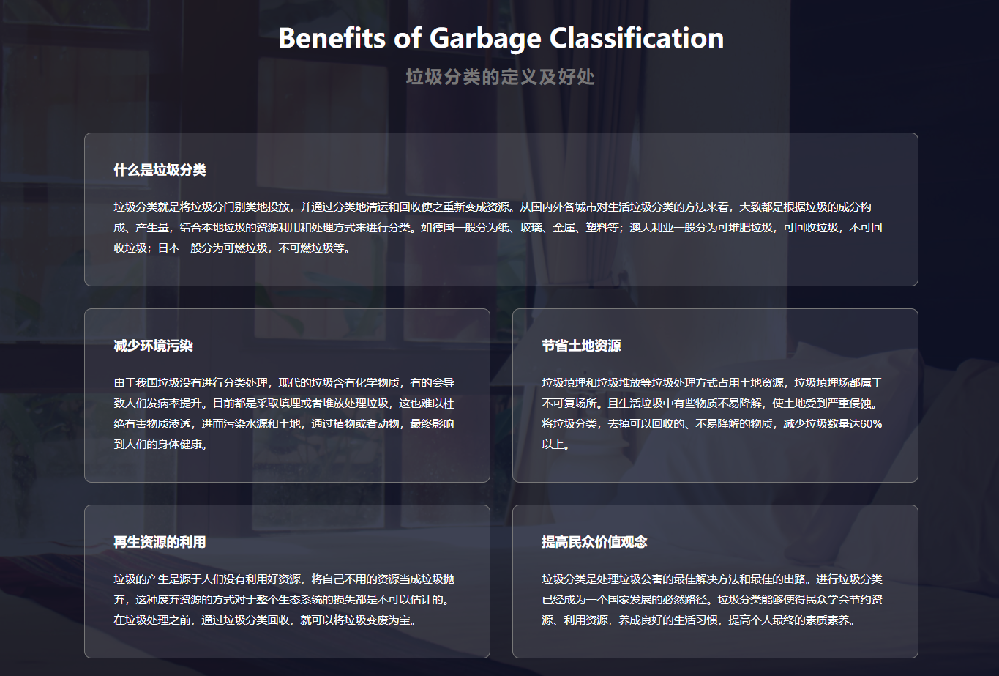 Benefits of Garbage Classification
垃圾分类的定义及好处
什么是垃圾分类
垃圾分类就是将垃圾分门别类地投放，并通过分类地清运和回收使之重新变成资源。从国内外各城市对生活垃圾分类的方法来看，大致都是根据垃圾的成分构
成、产生量，结合本地垃圾的资源利用和处理方式来进行分类。如德国一般分为纸、玻璃、金属、塑料等；澳大利亚一般分为可堆肥垃圾，可回收垃圾，不可回
收垃圾；日本一般分为可燃垃圾，不可燃垃圾等。
减少环境污染
由于我国垃圾没有进行分类处理，现代的垃圾含有化学物质，有的会导
致人们发病率提升。目前都是采取填埋或者堆放处理垃圾，这也难以杜
绝有害物质渗透，进而污染水源和土地，通过植物或者动物，最终影响
到人们的身体健康。
节省土地资源
垃圾填埋和垃圾堆放等垃圾处理方式占用土地资源，垃圾填埋场都属于
不可复场所。且生活垃圾中有些物质不易降解，使土地受到严重侵蚀。
将垃圾分类，去掉可以回收的、不易降解的物质，减少垃圾数量达60%
以上。
再生资源的利用
垃圾的产生是源于人们没有利用好资源，将自己不用的资源当成垃圾抛
弃，这种废弃资源的方式对于整个生态系统的损失都是不可以估计的。
在垃圾处理之前，通过垃圾分类回收，就可以将垃圾变废为宝。
提高民众价值观念
垃圾分类是处理垃圾公害的最佳解决方法和最佳的出路。进行垃圾分类
已经成为一个国家发展的必然路径。垃圾分类能够使得民众学会节约资
源、利用资源，养成良好的生活习惯，提高个人最终的素质素养。